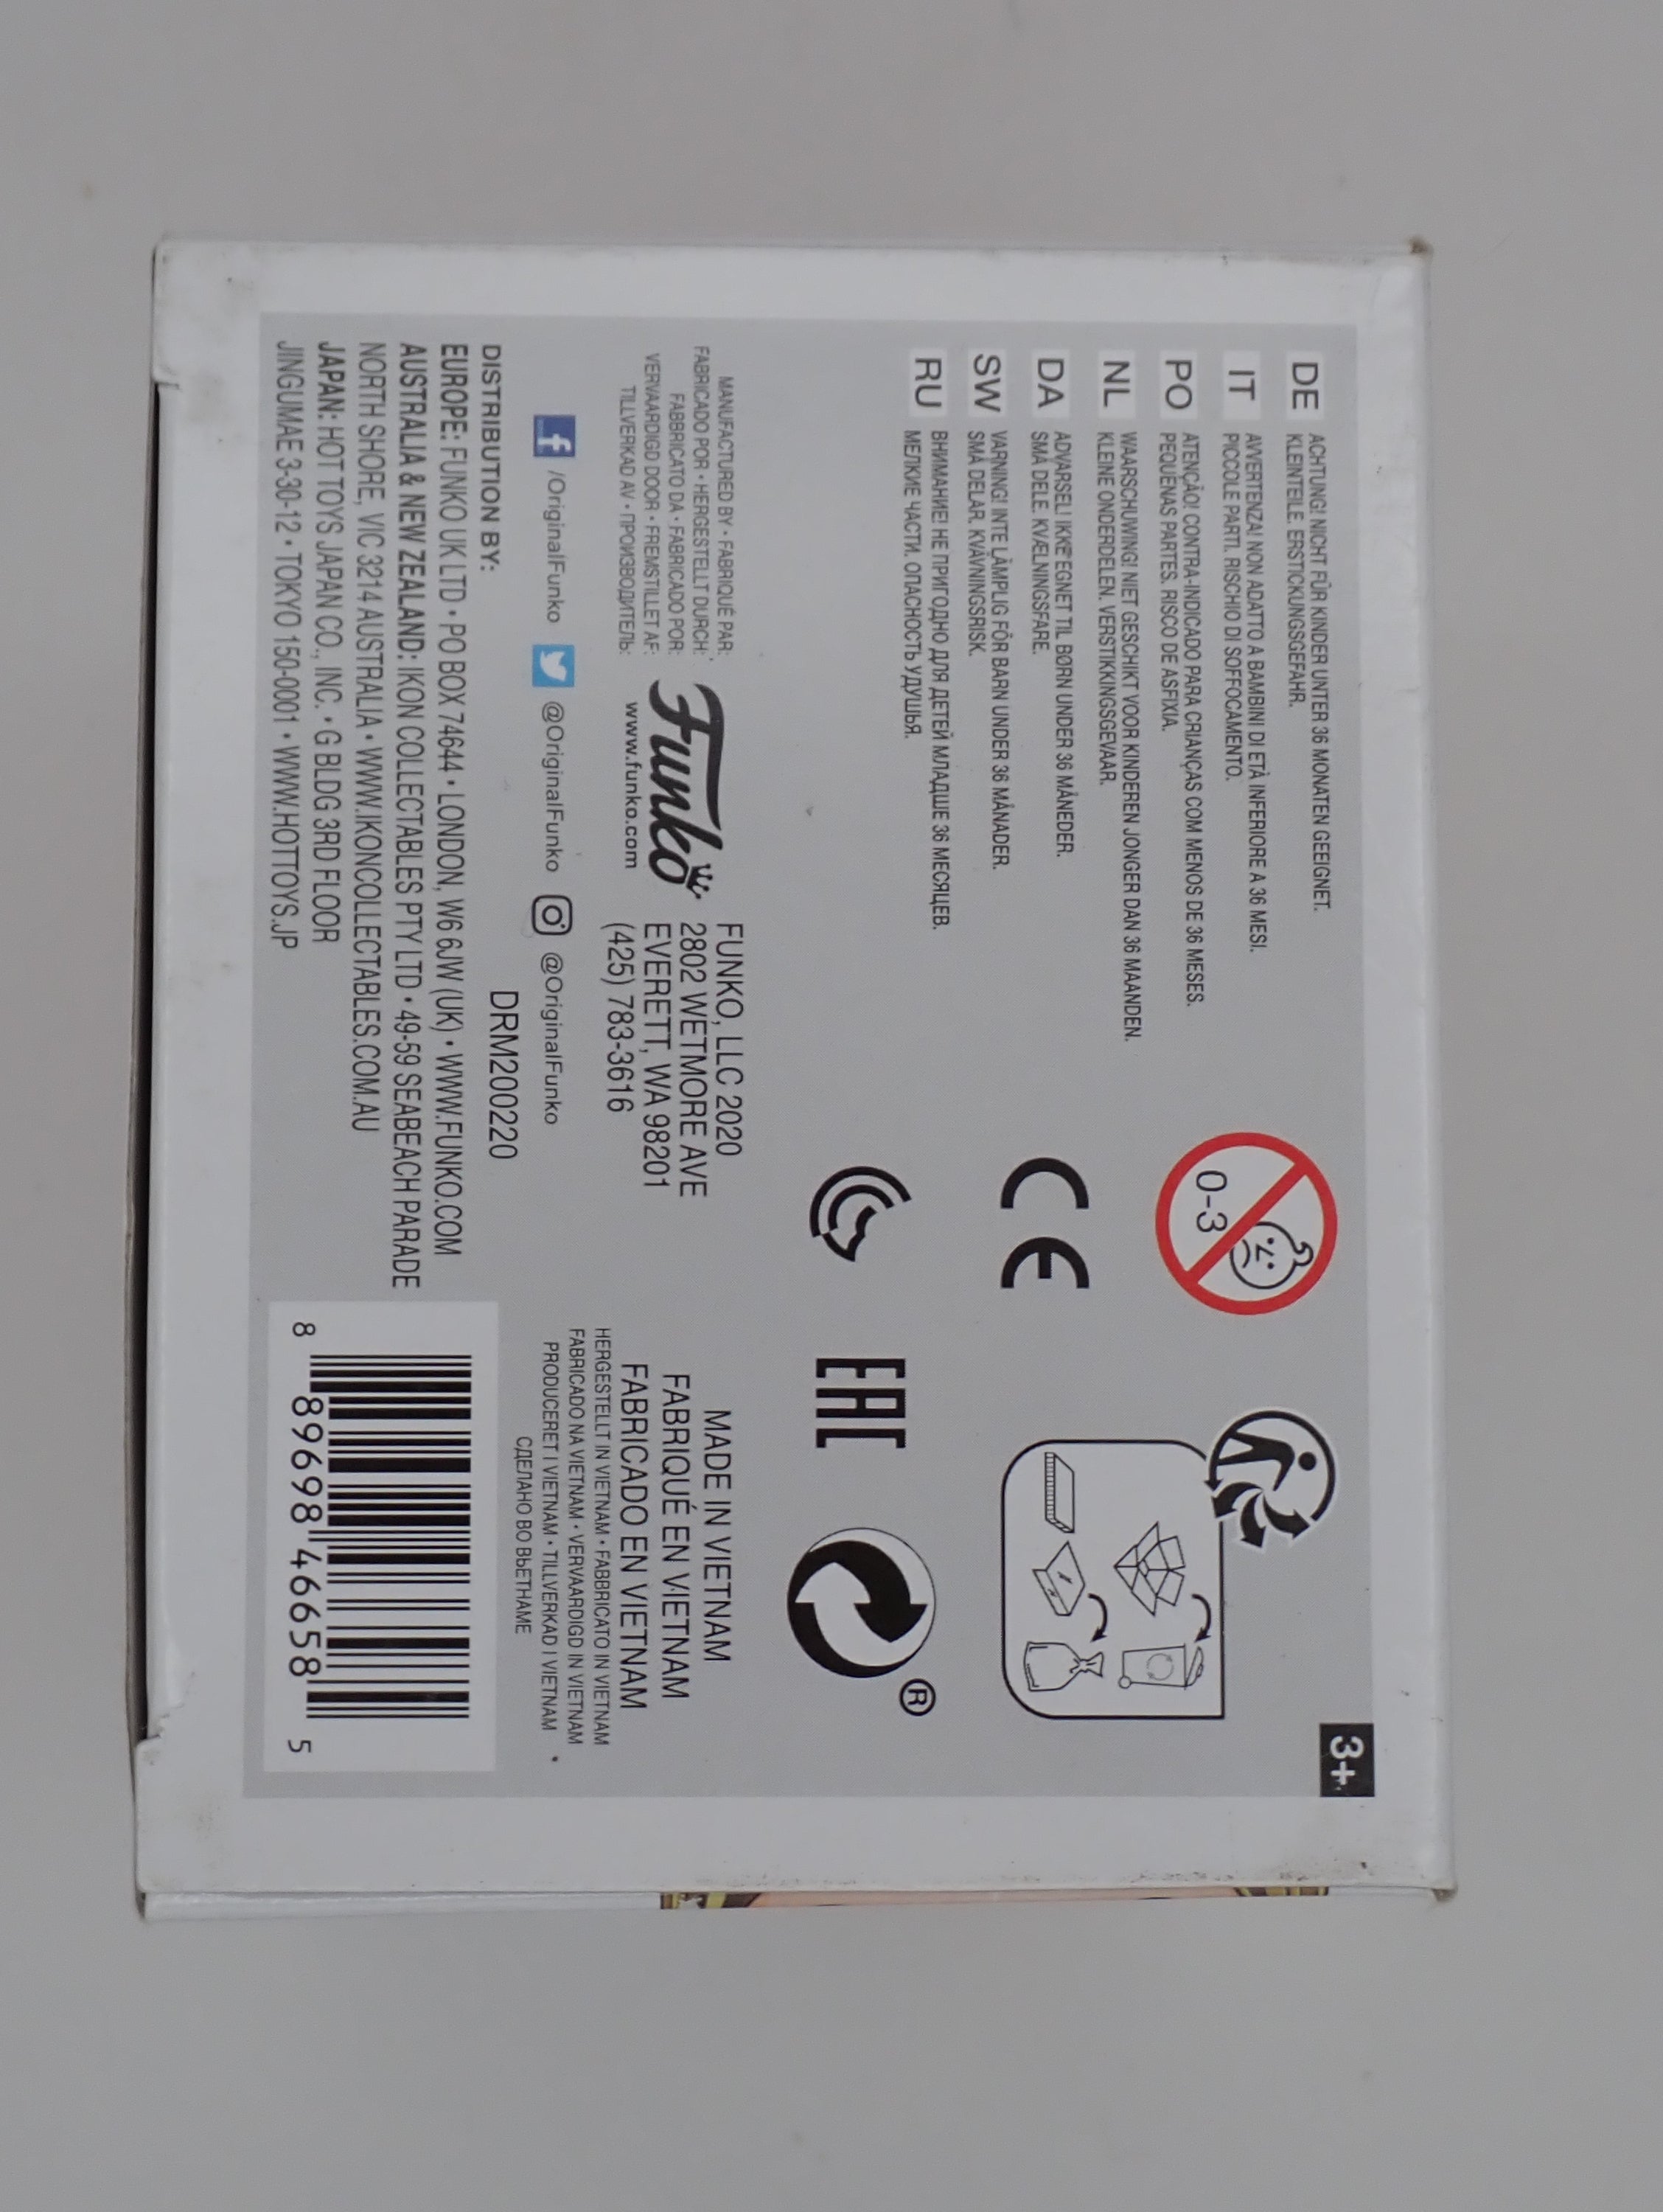 3+
DE
ACHTUNG! NICHT FÜR KINDER UNTER 36 MONATEN GEEIGNET.
KLEINTEILE. ERSTICKUNGSGEFAHR.
IT
AVVERTENZA! NON ADATTO A BAMBINI DI ETÀ INFERIORE A 36 MESI.
PICCOLE PARTI. RISCHIO DI SOFFOCAMENTO.
PO
ATENÇÃO! CONTRA-INDICADO PARA CRIANÇAS COM MENOS DE 36 MESES.
PEQUENAS PARTES. RISCO DE ASFIXIA.
NL
WAARSCHUWING! NIET GESCHIKT VOOR KINDEREN JONGER DAN 36 MAANDEN.
KLEINE ONDERDELEN. VERSTIKKINGSGEVAAR.
DA
ADVARSEL! IKKE EGNET TIL BØRN UNDER 36 MÅNEDER.
SMÅ DELE. KVÆLNINGSFARE.
SW
VARNING! INTE LÄMPLIG FÖR BARN UNDER 36 MÅNADER.
SMÅ DELAR. KVÄVNINGSRISK.
RU
ВНИМАНИЕ! НЕ ПРИГОДНО ДЛЯ ДЕТЕЙ МЛАДШЕ 36 МЕСЯЦЕВ.
МЕЛКИЕ ЧАСТИ. ОПАСНОСТЬ УДУШЬЯ.
0-3
CE
EAC
®
MANUFACTURED BY • FABRIQUÉ PAR:
FABRICADO POR • HERGESTELLT DURCH:
FABBRICATO DA • FABRICADO POR:
VERVAARDIGD DOOR • FREMSTILLET AF:
TILLVERKAD AV • ПРОИЗВОДИТЕЛЬ:
Funko
www.funko.com
FUNKO, LLC 2020
2802 WETMORE AVE
EVERETT, WA 98201
(425) 783-3616
MADE IN VIETNAM
FABRIQUÉ EN VIETNAM
FABRICADO EN VIETNAM
HERGESTELLT IN VIETNAM • FABBRICATO IN VIETNAM
FABRICADO NA VIETNAM • VERVAARDIGD IN VIETNAM
PRODUCERET I VIETNAM • TILLVERKAD I VIETNAM •
СДЕЛАНО ВО ВЬЕТНАМЕ
/OriginalFunko @OriginalFunko @OriginalFunko
DRM200220
DISTRIBUTION BY:
EUROPE: FUNKO UK LTD • PO BOX 74644 • LONDON, W6 6JW (UK) • WWW.FUNKO.COM
AUSTRALIA & NEW ZEALAND: IKON COLLECTABLES PTY LTD • 49-59 SEABEACH PARADE
NORTH SHORE, VIC 3214 AUSTRALIA • WWW.IKONCOLLECTABLES.COM.AU
JAPAN: HOT TOYS JAPAN CO., INC. • G BLDG 3RD FLOOR
JINGUMAE 3-30-12 • TOKYO 150-0001 • WWW.HOTTOYS.JP
8 89698 46658 5